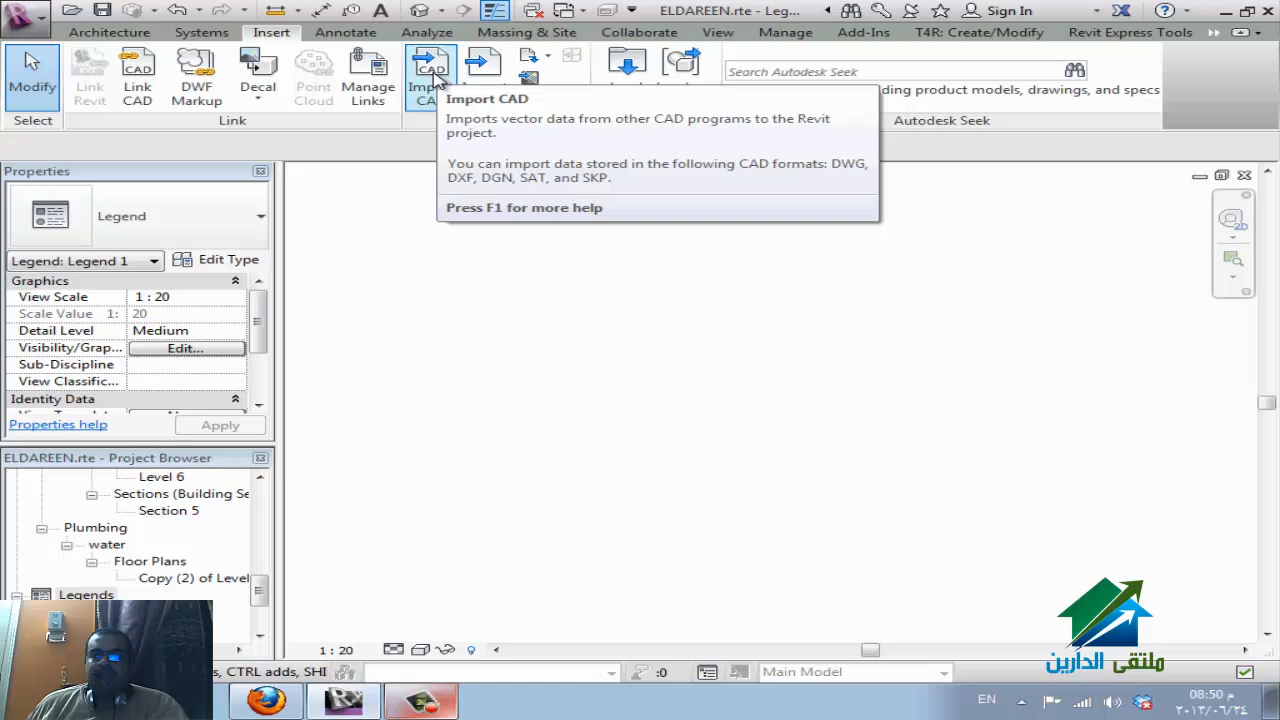 ELDAREEN.rte - Leg...
Sign In
Architecture Systems Insert Annotate Analyze Massing & Site Collaborate View Manage Add-Ins T4R: Create/Modify Revit Express Tools
Modify
Link Revit
Link CAD
DWF Markup
Decal
Point Cloud
Manage Links
Search Autodesk Seek
Select
Link
Autodesk Seek
ding product models, drawings, and specs
Import CAD
Imports vector data from other CAD programs to the Revit
project.
You can import data stored in the following CAD formats: DWG,
DXF, DGN, SAT, and SKP.
Press F1 for more help
Properties
Legend
Legend: Legend 1
Edit Type
Graphics
View Scale 1 : 20
Scale Value 1: 20
Detail Level Medium
Visibility/Grap... Edit...
Sub-Discipline
View Classific...
Identity Data
Properties help
Apply
2D
ELDAREEN.rte - Project Browser
Level 6
Sections (Building Se
Section 5
Plumbing
water
Floor Plans
Copy (2) of Level
Legends
1 : 20
ملتقى الدارين
s, CTRL adds, SHI
:0
Main Model
EN
08:50 م
٢٠١٣/٠٦/٢٤